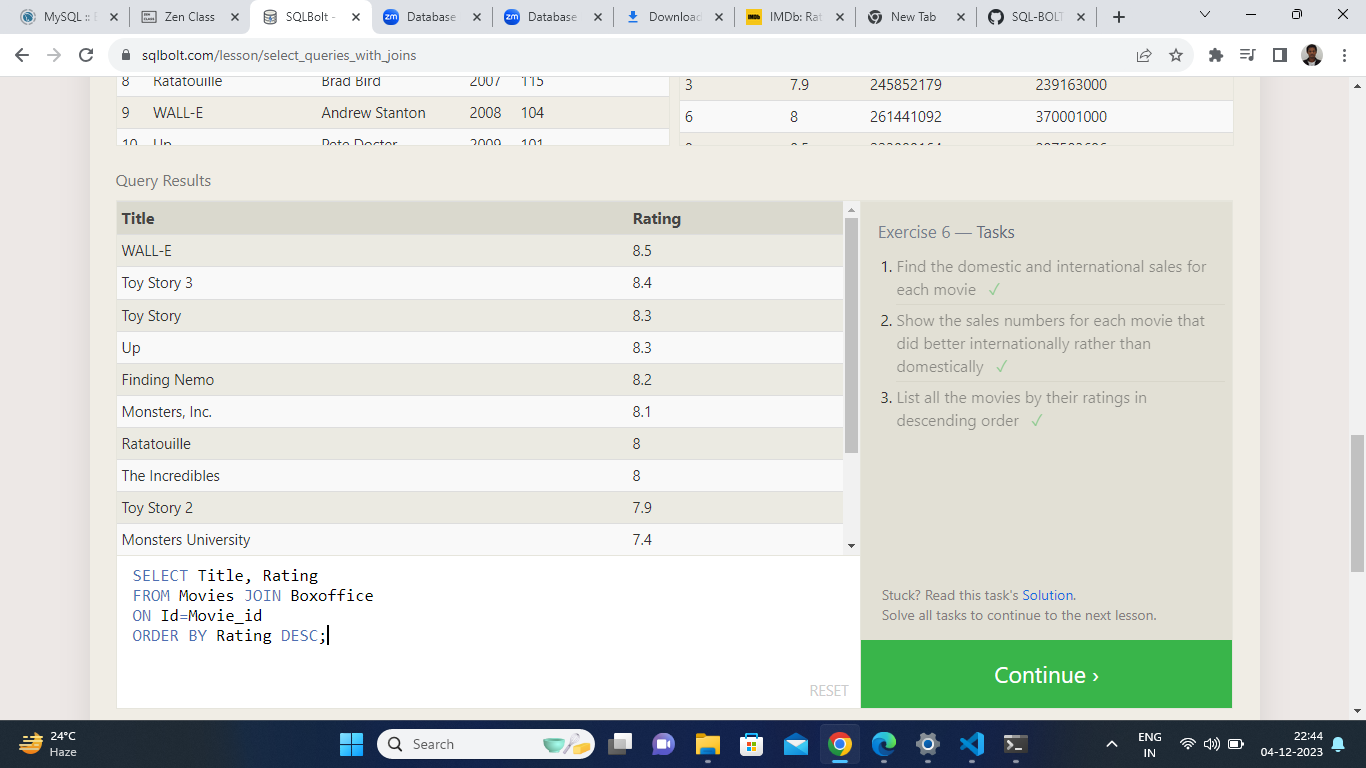 MySQL ::
Zen Class
SQLBolt -
Database
Database
Download
IMDb: Rat
New Tab
SQL-BOLT
sqlbolt.com/lesson/select_queries_with_joins
8 Ratatouille Brad Bird 2007 115
9 WALL-E Andrew Stanton 2008 104
10 Up Pete Docter 2009 101
3 7.9 245852179 239163000
6 8 261441092 370001000
Query Results
Title Rating
WALL-E 8.5
Toy Story 3 8.4
Toy Story 8.3
Up 8.3
Finding Nemo 8.2
Monsters, Inc. 8.1
Ratatouille 8
The Incredibles 8
Toy Story 2 7.9
Monsters University 7.4
SELECT Title, Rating
FROM Movies JOIN Boxoffice
ON Id=Movie_id
ORDER BY Rating DESC;
RESET
Exercise 6 — Tasks
1. Find the domestic and international sales for
each movie ✓
2. Show the sales numbers for each movie that
did better internationally rather than
domestically ✓
3. List all the movies by their ratings in
descending order ✓
Stuck? Read this task's Solution.
Solve all tasks to continue to the next lesson.
Continue ›
24°C
Haze
Search
ENG
IN
22:44
04-12-2023